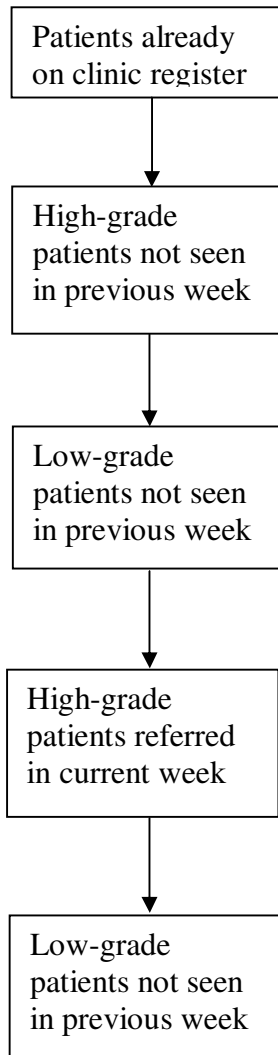 Patients already
on clinic register
High-grade
patients not seen
in previous week
Low-grade
patients not seen
in previous week
High-grade
patients referred
in current week
Low-grade
patients not seen
in previous week